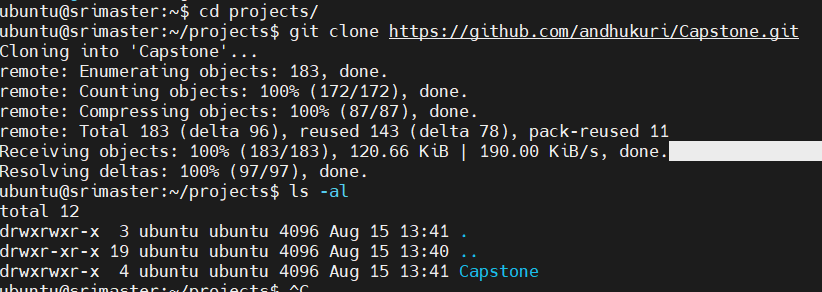 ubuntu@srimaster:~$ cd projects/
ubuntu@srimaster:~/projects$ git clone https://github.com/andhukuri/Capstone.git
Cloning into 'Capstone'...
remote: Enumerating objects: 183, done.
remote: Counting objects: 100% (172/172), done.
remote: Compressing objects: 100% (87/87), done.
remote: Total 183 (delta 96), reused 143 (delta 78), pack-reused 11
Receiving objects: 100% (183/183), 120.66 KiB | 190.00 KiB/s, done.
Resolving deltas: 100% (97/97), done.
ubuntu@srimaster:~/projects$ ls -al
total 12
drwxrwxr-x  3 ubuntu ubuntu 4096 Aug 15 13:41 .
drwxr-xr-x 19 ubuntu ubuntu 4096 Aug 15 13:40 ..
drwxrwxr-x  4 ubuntu ubuntu 4096 Aug 15 13:41 Capstone
ubuntu@srimaster:~/projects$ ^C